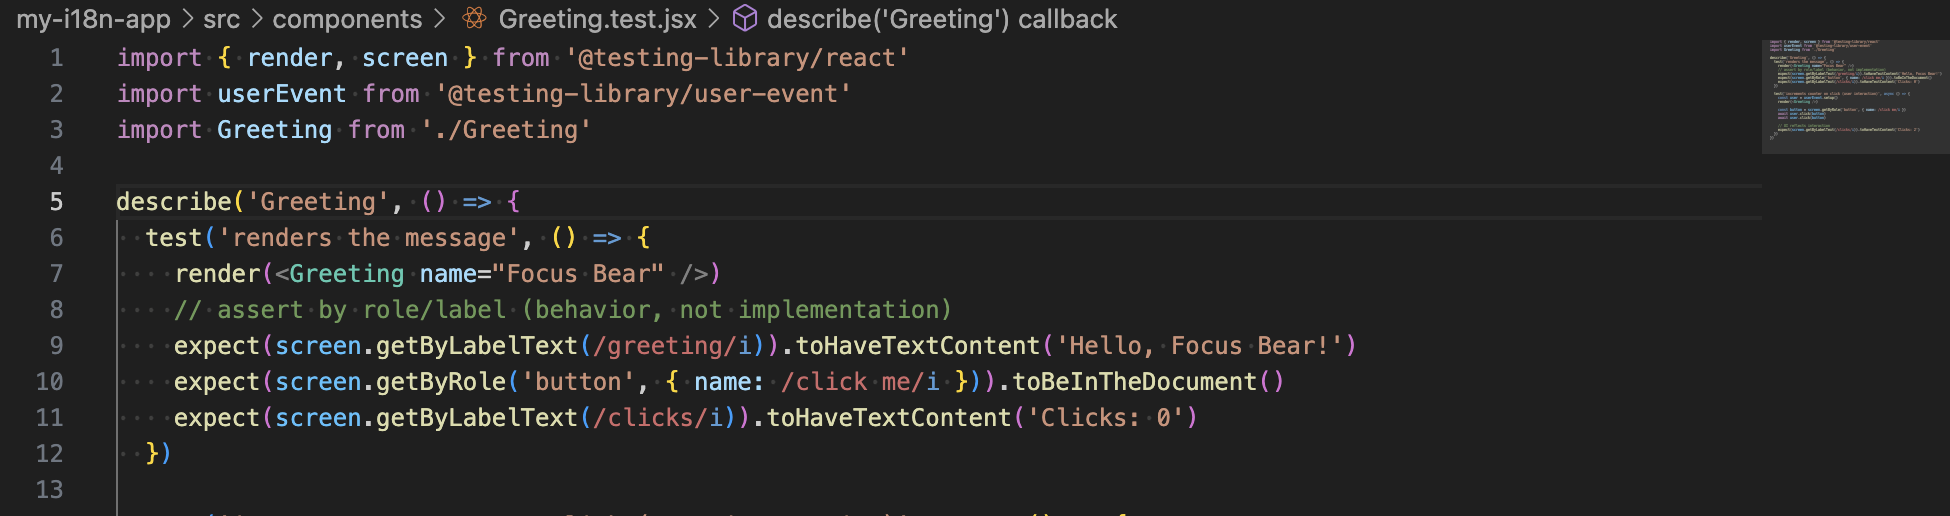 my-i18n-app > src > components > Greeting.test.jsx > describe('Greeting') callback
1 import { render, screen } from '@testing-library/react'
2 import userEvent from '@testing-library/user-event'
3 import Greeting from './Greeting'
4
5 describe('Greeting', () => {
6   test('renders the message', () => {
7     render(<Greeting name="Focus Bear" />)
8     // assert by role/label (behavior, not implementation)
9     expect(screen.getByLabelText(/greeting/i)).toHaveTextContent('Hello, Focus Bear!')
10     expect(screen.getByRole('button', { name: /click me/i })).toBeInTheDocument()
11     expect(screen.getByLabelText(/clicks/i)).toHaveTextContent('Clicks: 0')
12   })
13